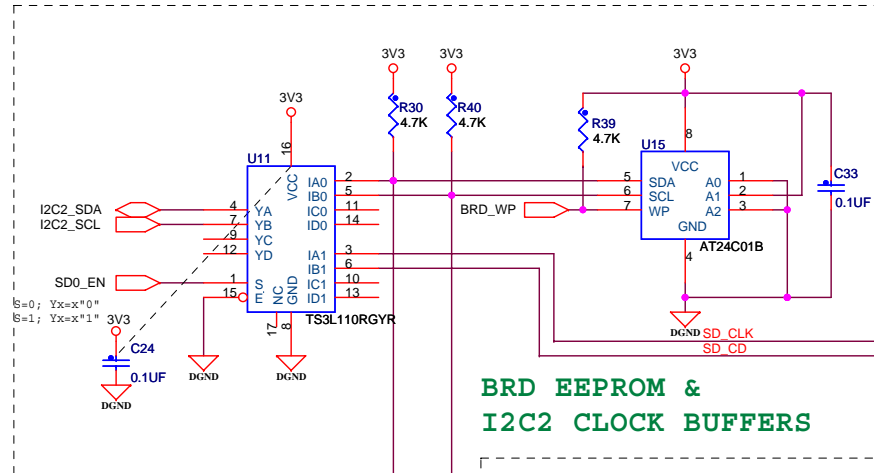 3V3
3V3
3V3
3V3
R30
4.7K
R40
4.7K
R39
4.7K
U11
16
VCC
I2C2_SDA
I2C2_SCL
4
7
9
12
YA
YB
YC
YD
IA0
IB0
IC0
ID0
2
5
11
14
IA1
IB1
IC1
ID1
3
6
10
13
SD0_EN
1
15
S
E
NC
GND
17
8
TS3L110RGYR
S=0; Yx=x"0"
S=1; Yx=x"1"
3V3
C24
0.1UF
DGND
DGND
DGND
U15
8
VCC
BRD_WP
5
6
7
SDA
SCL
WP
A0
A1
A2
1
2
3
GND
4
AT24C01B
C33
0.1UF
DGND
SD_CLK
SD_CD
BRD EEPROM &
I2C2 CLOCK BUFFERS